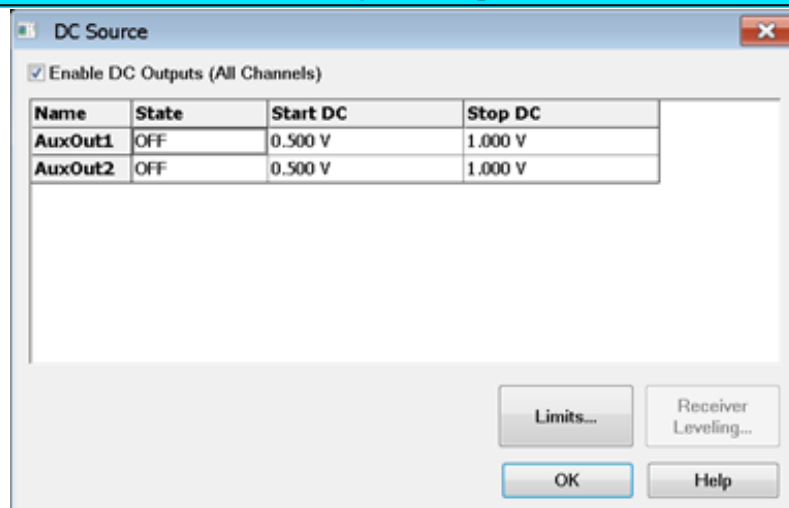 DC Source
Enable DC Outputs (All Channels)
Name State Start DC Stop DC
AuxOut1 OFF 0.500 V 1.000 V
AuxOut2 OFF 0.500 V 1.000 V
Limits...
Receiver
Leveling...
OK
Help